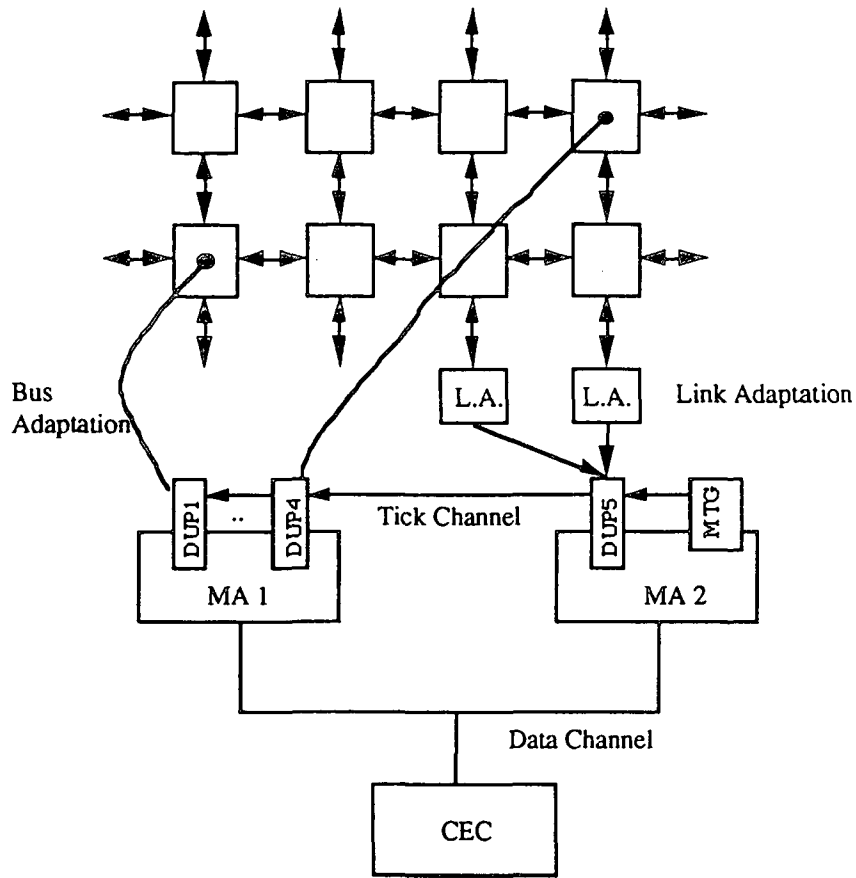 L.A.
L.A.
Link Adaptation
Bus
Adaptation
DUP1
..
DUP4
Tick Channel
DUP5
MTG
MA 1
MA 2
Data Channel
CEC